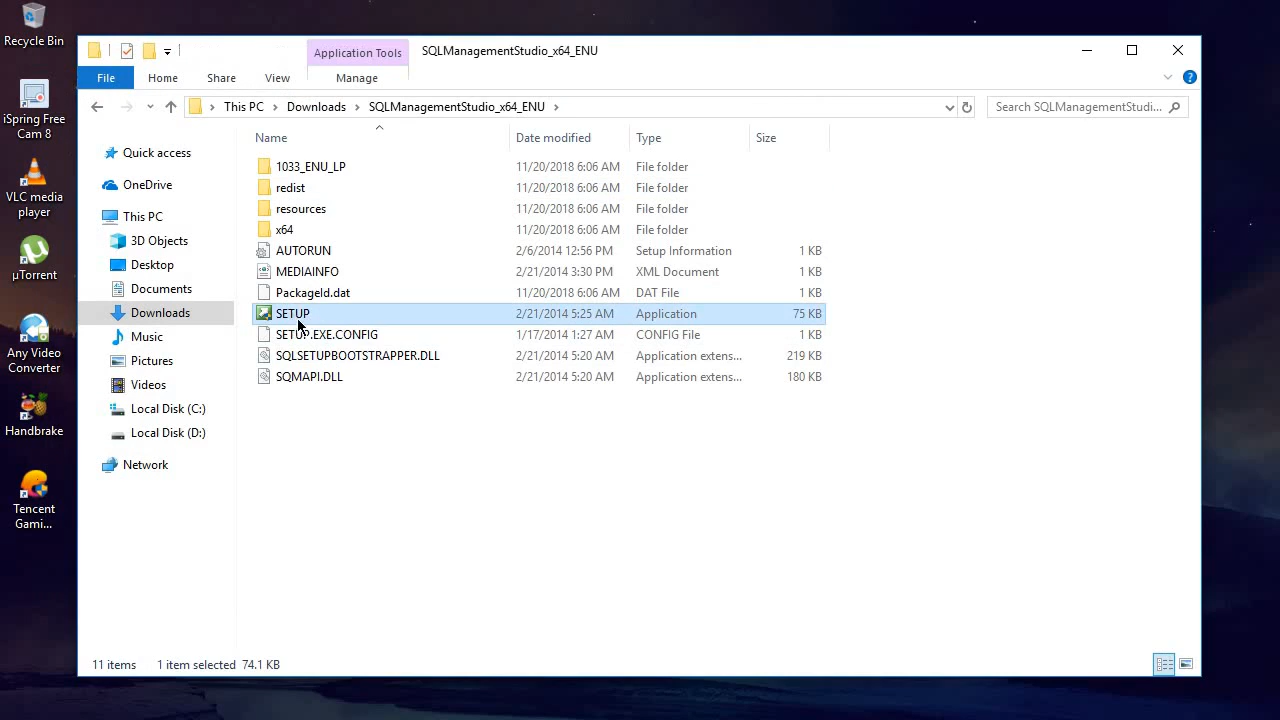 Recycle Bin
iSpring Free
Cam 8
VLC media
player
µTorrent
Any Video
Converter
Handbrake
Tencent
Gami...
Application Tools
SQLManagementStudio_x64_ENU
File
Home
Share
View
Manage
This PC
Downloads
SQLManagementStudio_x64_ENU
Search SQLManagementStudi...
Quick access
OneDrive
This PC
3D Objects
Desktop
Documents
Downloads
Music
Pictures
Videos
Local Disk (C:)
Local Disk (D:)
Network
Name Date modified Type Size
1033_ENU_LP 11/20/2018 6:06 AM File folder
redist 11/20/2018 6:06 AM File folder
resources 11/20/2018 6:06 AM File folder
x64 11/20/2018 6:06 AM File folder
AUTORUN 2/6/2014 12:56 PM Setup Information 1 KB
MEDIAINFO 2/21/2014 3:30 PM XML Document 1 KB
PackageId.dat 11/20/2018 6:06 AM DAT File 1 KB
SETUP 2/21/2014 5:25 AM Application 75 KB
SETUP.EXE.CONFIG 1/17/2014 1:27 AM CONFIG File 1 KB
SQLSETUPBOOTSTRAPPER.DLL 2/21/2014 5:20 AM Application extens... 219 KB
SQMAPI.DLL 2/21/2014 5:20 AM Application extens... 180 KB
11 items 1 item selected 74.1 KB